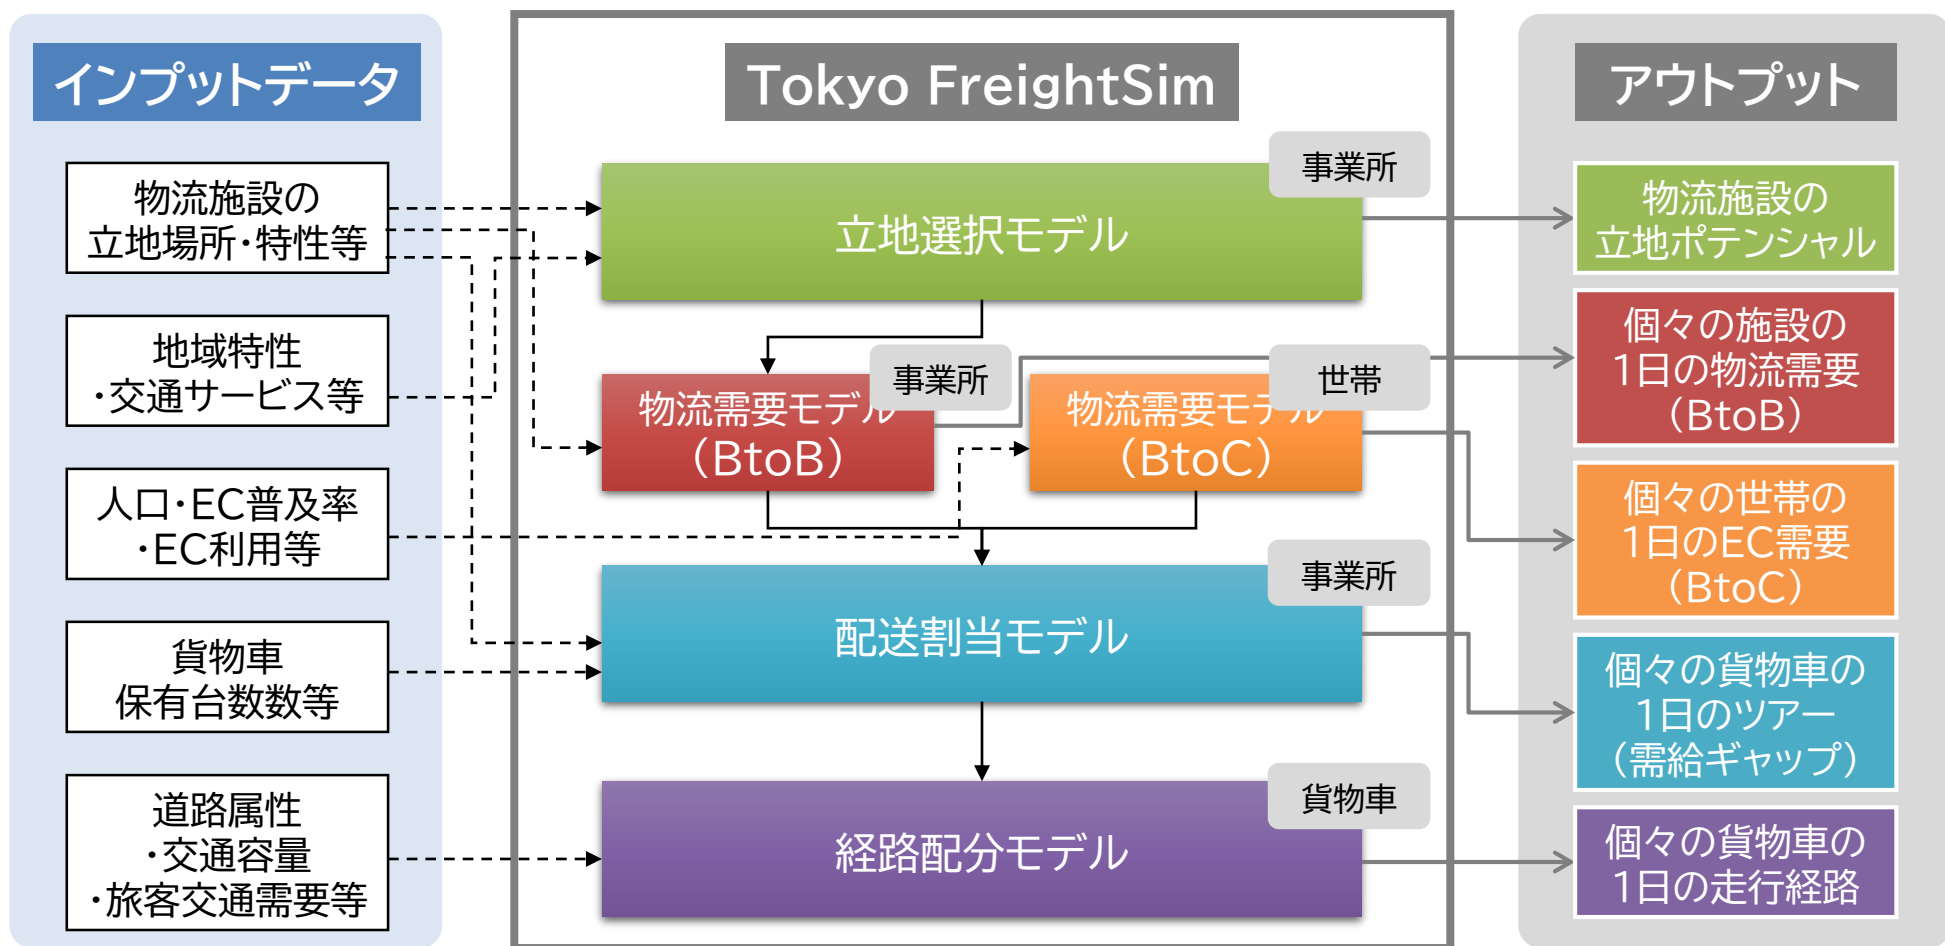 インプットデータ
物流施設の
立地場所・特性等
地域特性
・交通サービス等
人口・EC普及率
・EC利用等
貨物車
保有台数数等
道路属性
・交通容量
・旅客交通需要等
Tokyo FreightSim
事業所
立地選択モデル
事業所
物流需要モデル
（BtoB）
世帯
物流需要モデル
（BtoC）
事業所
配送割当モデル
貨物車
経路配分モデル
アウトプット
物流施設の
立地ポテンシャル
個々の施設の
1日の物流需要
（BtoB）
個々の世帯の
1日のEC需要
（BtoC）
個々の貨物車の
1日のツアー
（需給ギャップ）
個々の貨物車の
1日の走行経路